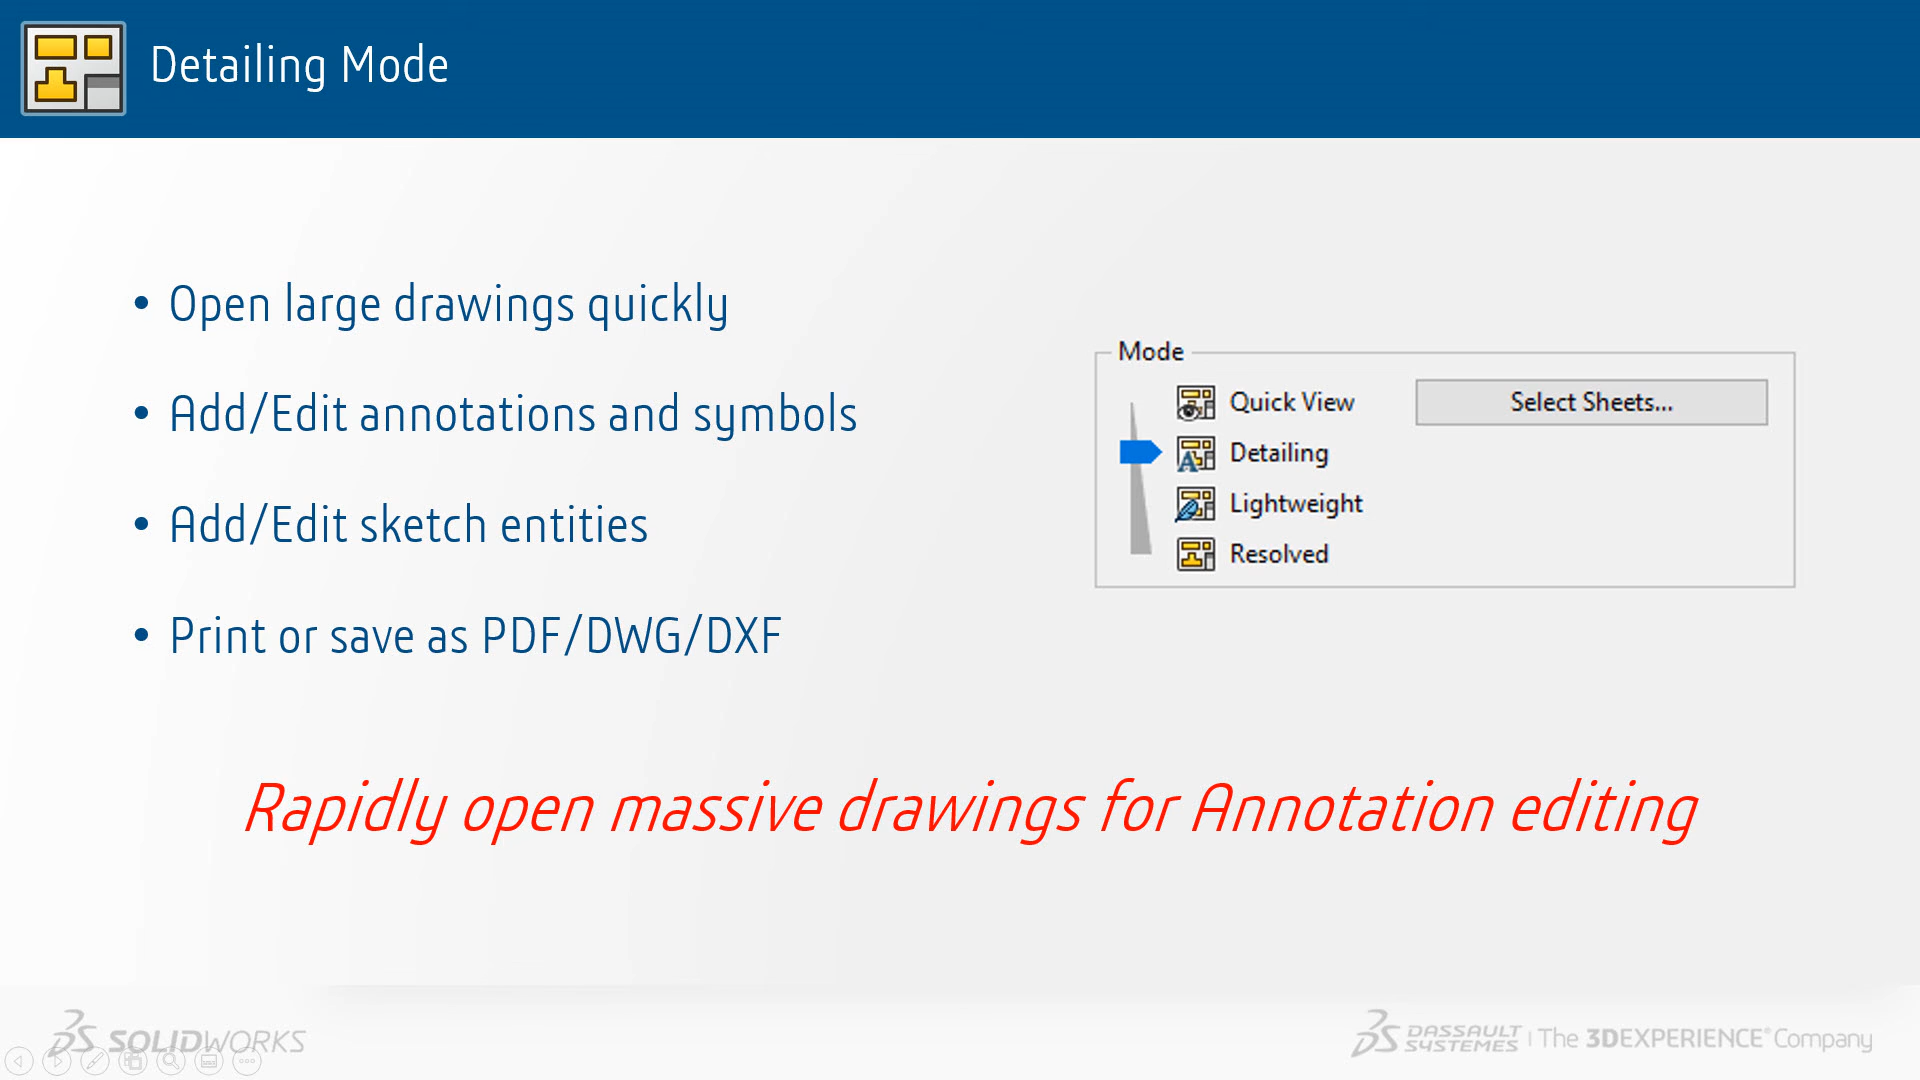 Detailing Mode
• Open large drawings quickly
• Add/Edit annotations and symbols
• Add/Edit sketch entities
• Print or save as PDF/DWG/DXF
Mode
Quick View
Select Sheets...
Detailing
Lightweight
Resolved
Rapidly open massive drawings for Annotation editing
SOLIDWORKS
DASSAULT SYSTEMES | The 3DEXPERIENCE® Company